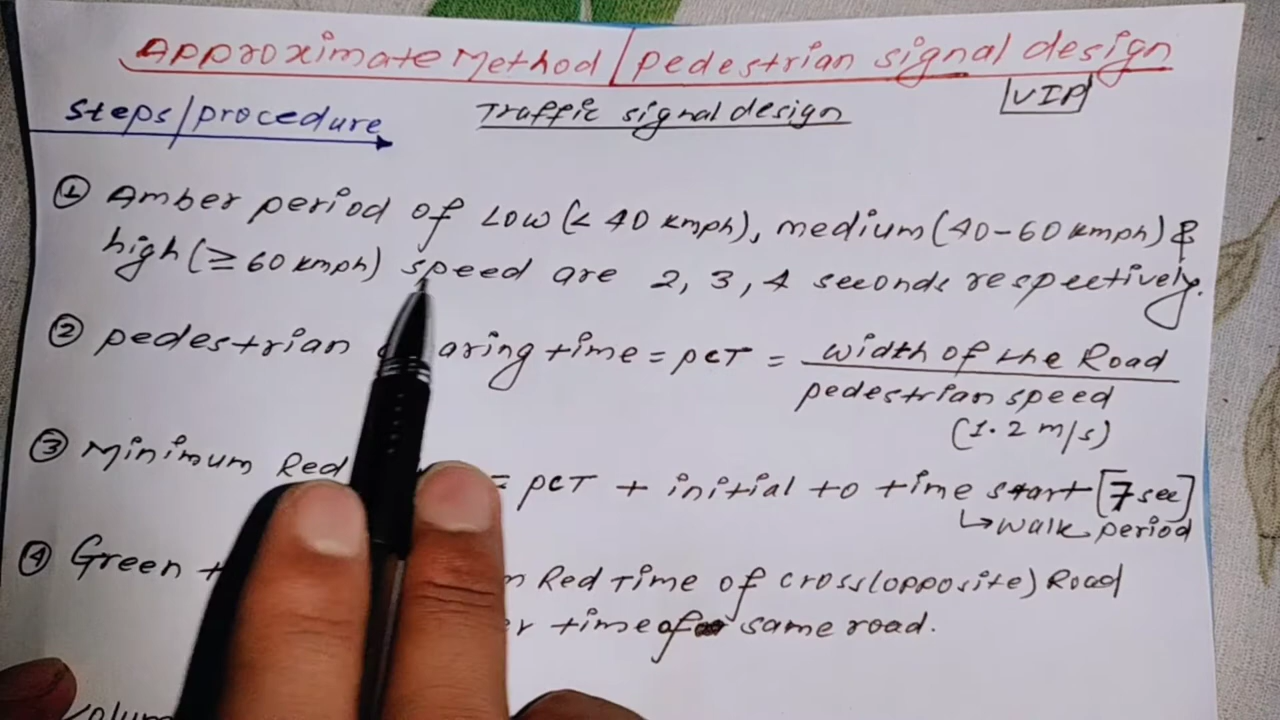 Approximate Method / pedestrian signal design
steps/procedure Traffic signal design VIP
① Amber period of Low (< 40 kmph), medium (40-60 kmph) &
high (≥ 60 kmph) speed are 2, 3, 4 seconds respectively.
② pedestrian aring time = PCT = width of the Road
pedestrian speed
(1.2 m/s)
③ Minimum Red = PCT + initial to time start [7 sec]
↳ walk period
④ Green Red Time of cross (opposite) Road
time of same road.